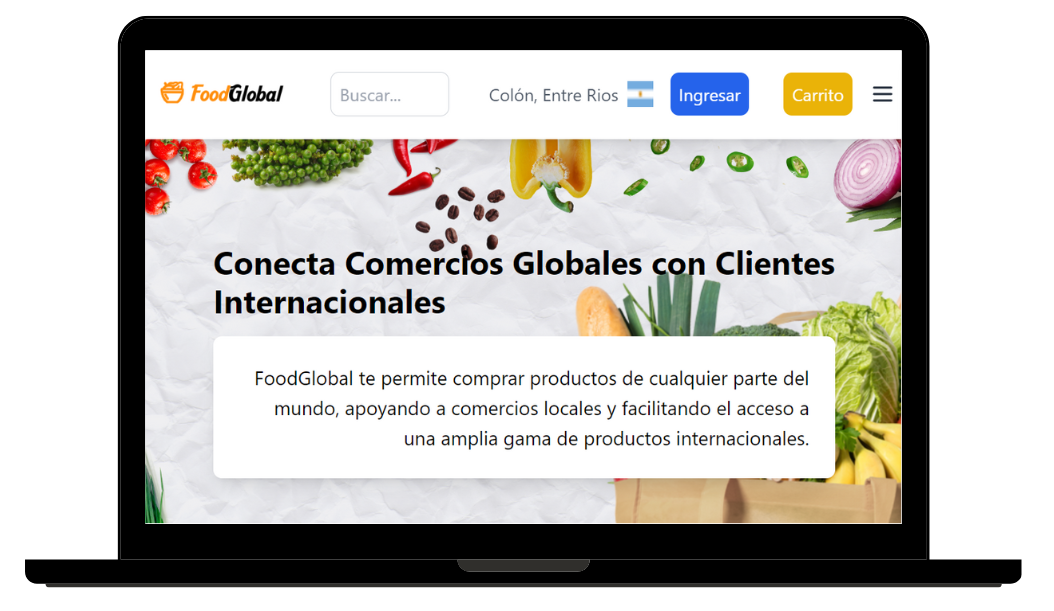 FoodGlobal
Buscar...
Colón, Entre Rios
Ingresar
Carrito
Conecta Comercios Globales con Clientes
Internacionales
FoodGlobal te permite comprar productos de cualquier parte del
mundo, apoyando a comercios locales y facilitando el acceso a
una amplia gama de productos internacionales.